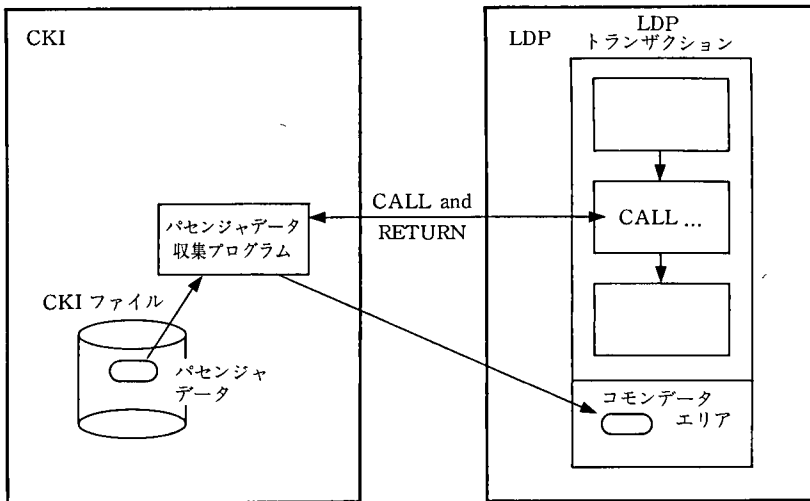 CKI
パセンジャデータ
収集プログラム
CKI ファイル
パセンジャ
データ
CALL and
RETURN
LDP
LDP
トランザクション
CALL ...
コモンデータ
エリア